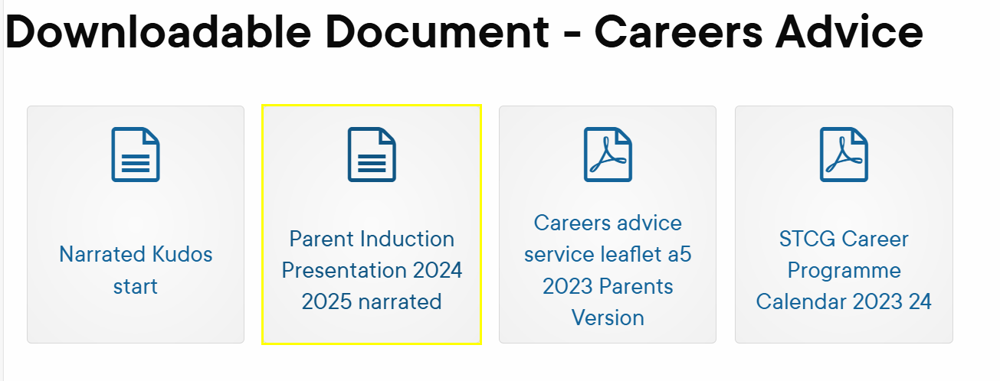 Downloadable Document - Careers Advice
Narrated Kudos
start
Parent Induction
Presentation 2024
2025 narrated
Careers advice
service leaflet a5
2023 Parents
Version
STCG Career
Programme
Calendar 2023 24